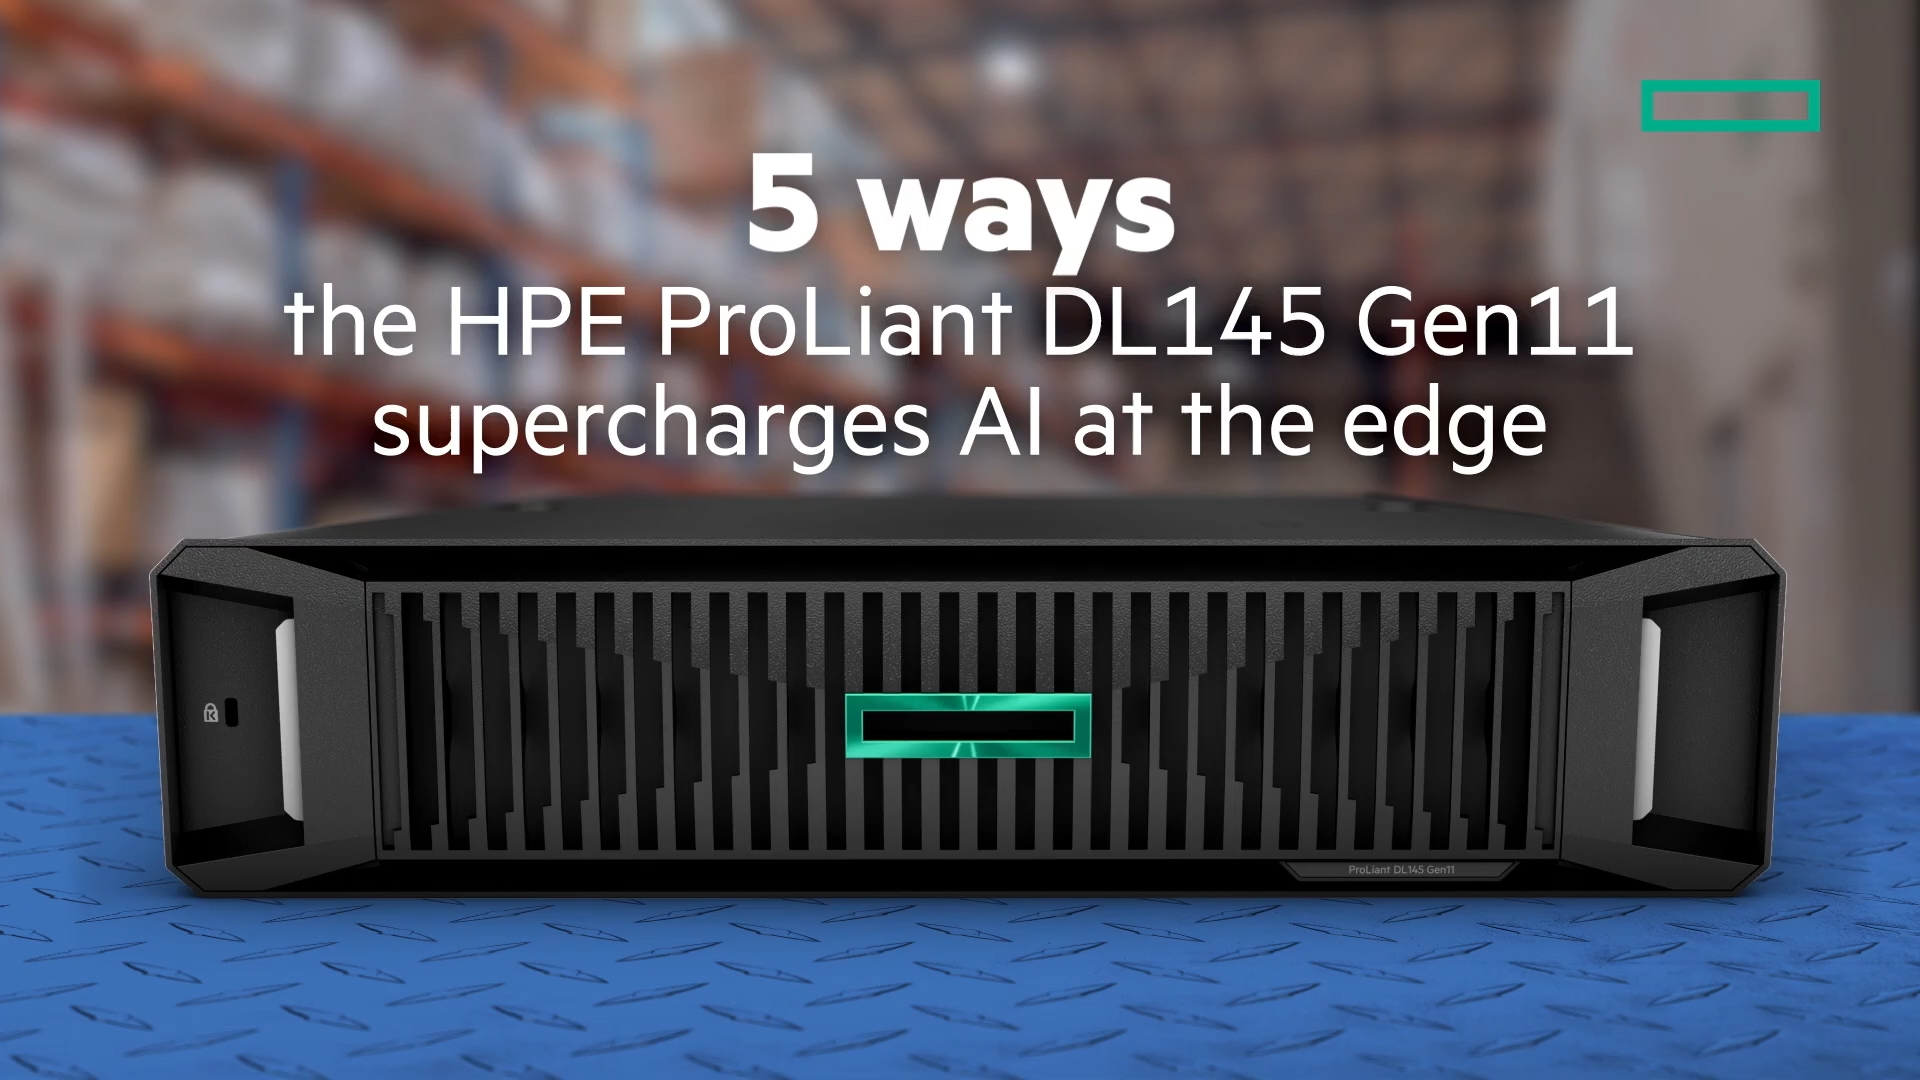 5 ways
the HPE ProLiant DL145 Gen11
supercharges AI at the edge
ProLiant DL145 Gen11